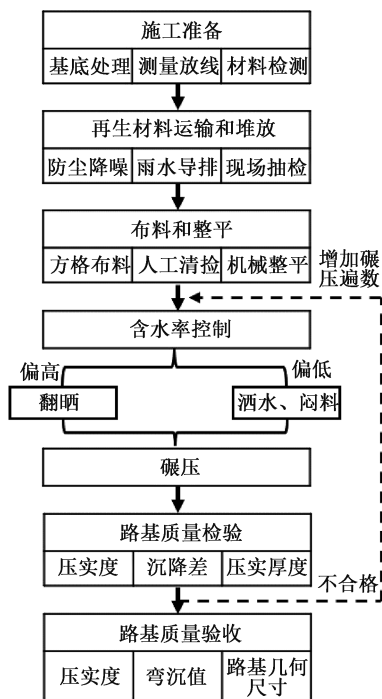 施工准备
基底处理 测量放线 材料检测
再生材料运输和堆放
防尘降噪 雨水导排 现场抽检
布料和整平
方格布料 人工清捡 机械整平
增加碾
压遍数
含水率控制
偏高 偏低
翻晒 洒水、闷料
碾压
路基质量检验
压实度 沉降差 压实厚度
不合格
路基质量验收
压实度 弯沉值 路基几何
尺寸